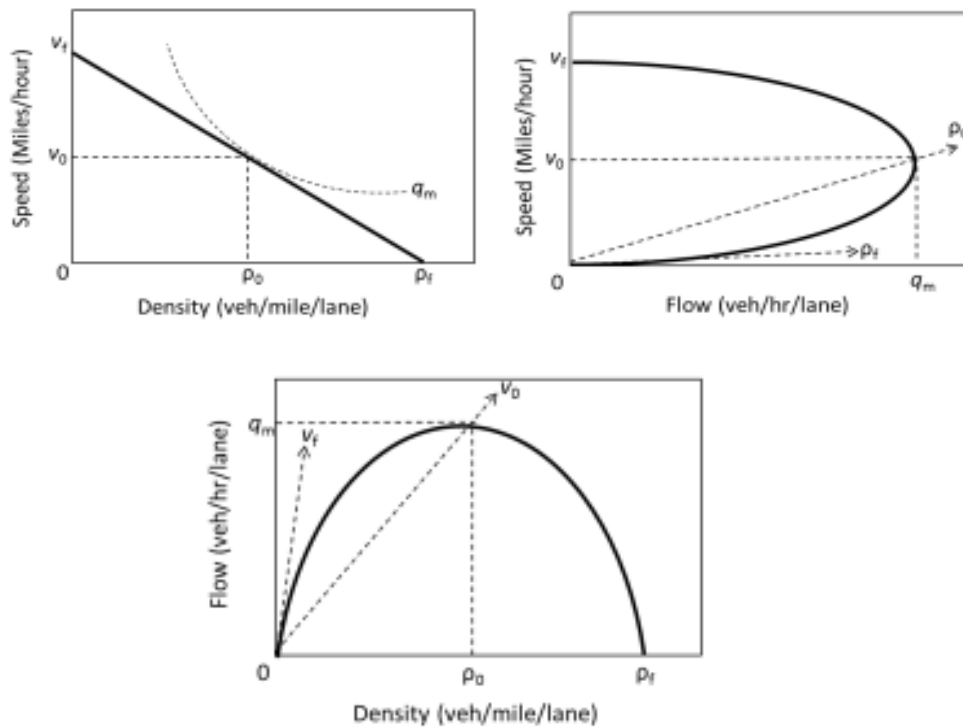 v_f
v_0
q_m
0
ρ_0
ρ_f
Speed (Miles/hour)
Density (veh/mile/lane)
v_f
v_0
ρ_f
0
q_m
Speed (Miles/hour)
Flow (veh/hr/lane)
q_m
v_f
v_0
0
ρ_0
ρ_f
Flow (veh/hr/lane)
Density (veh/mile/lane)